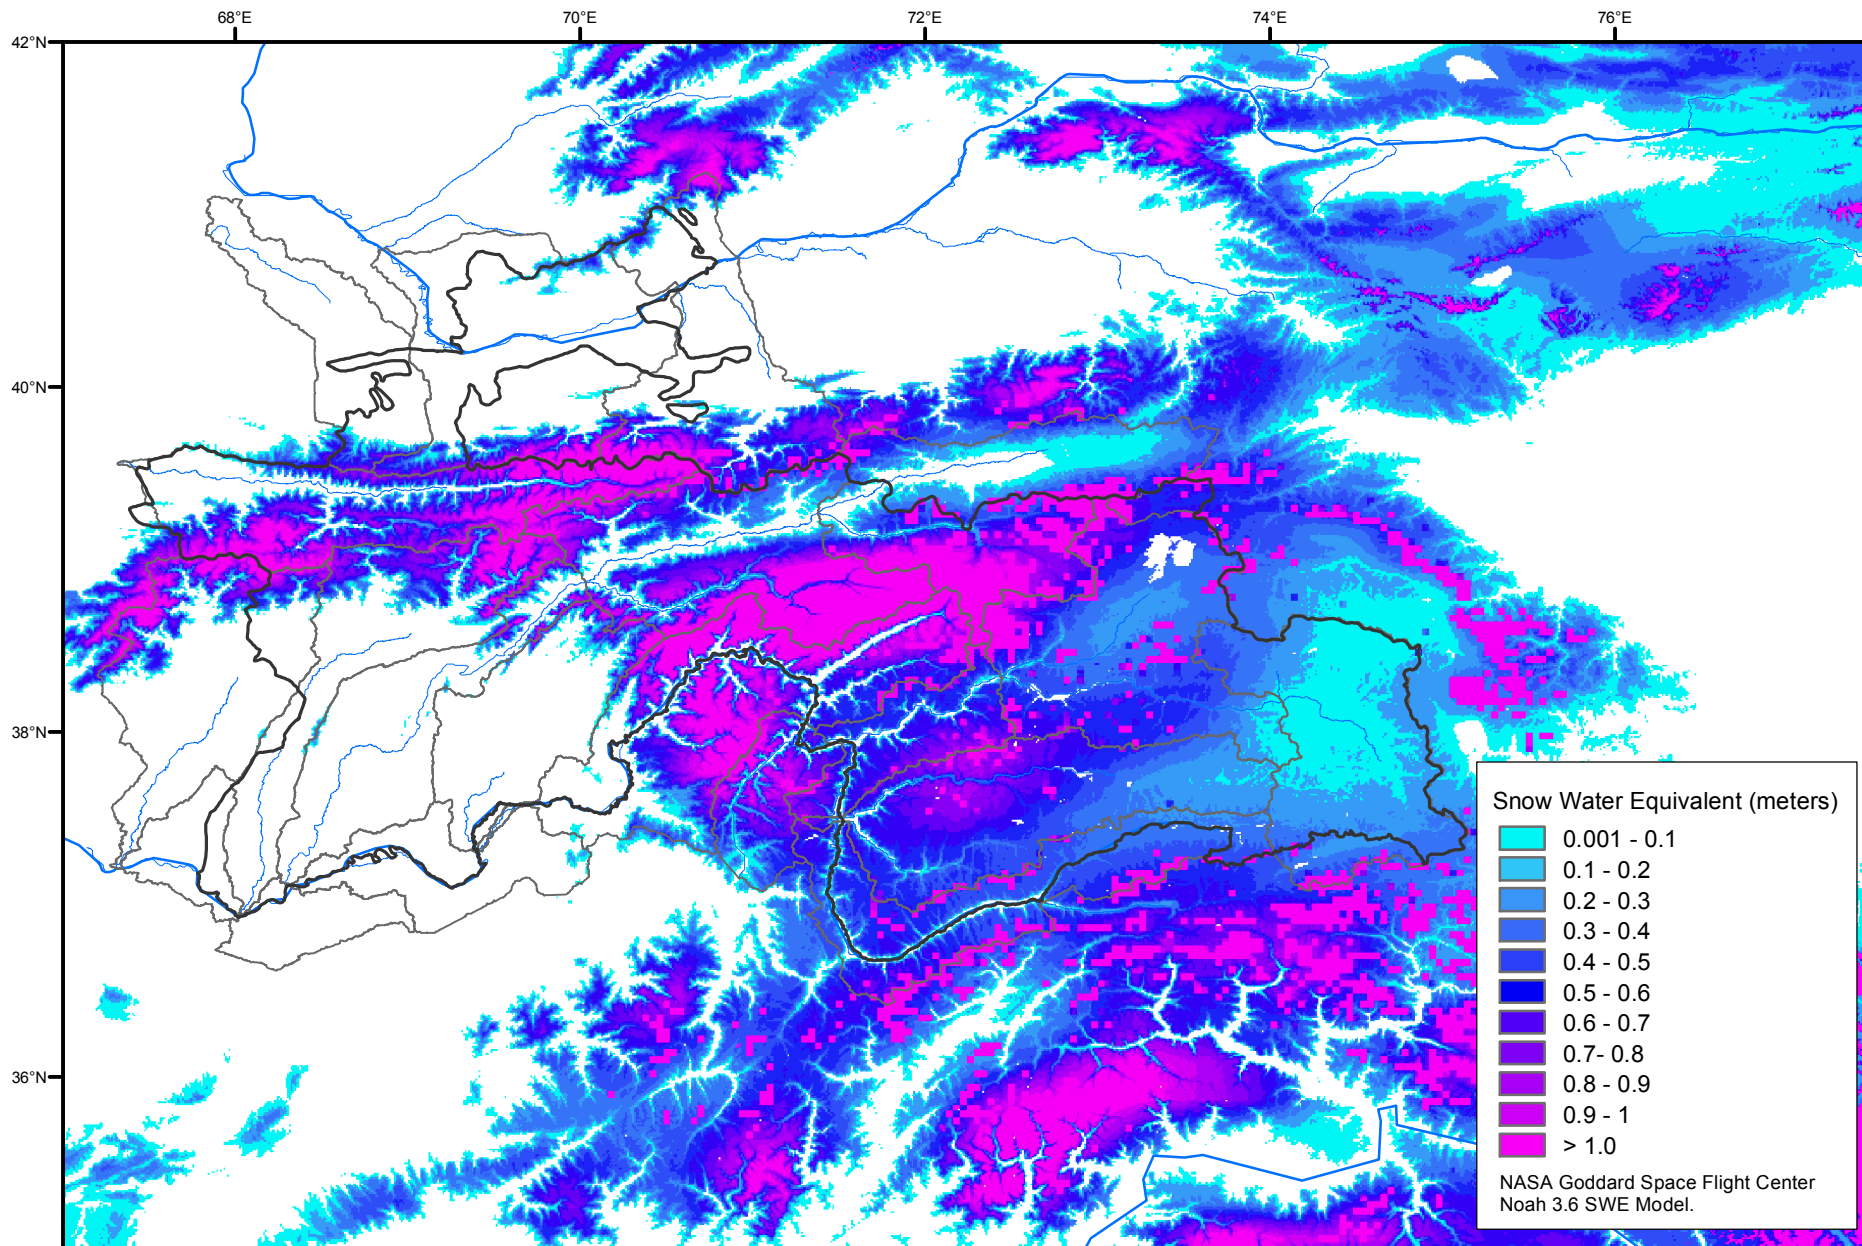 68°E
70°E
72°E
74°E
76°E
42°N
40°N
38°N
36°N
Snow Water Equivalent (meters)
0.001 - 0.1
0.1 - 0.2
0.2 - 0.3
0.3 - 0.4
0.4 - 0.5
0.5 - 0.6
0.6 - 0.7
0.7- 0.8
0.8 - 0.9
0.9 - 1
> 1.0
NASA Goddard Space Flight Center
Noah 3.6 SWE Model.